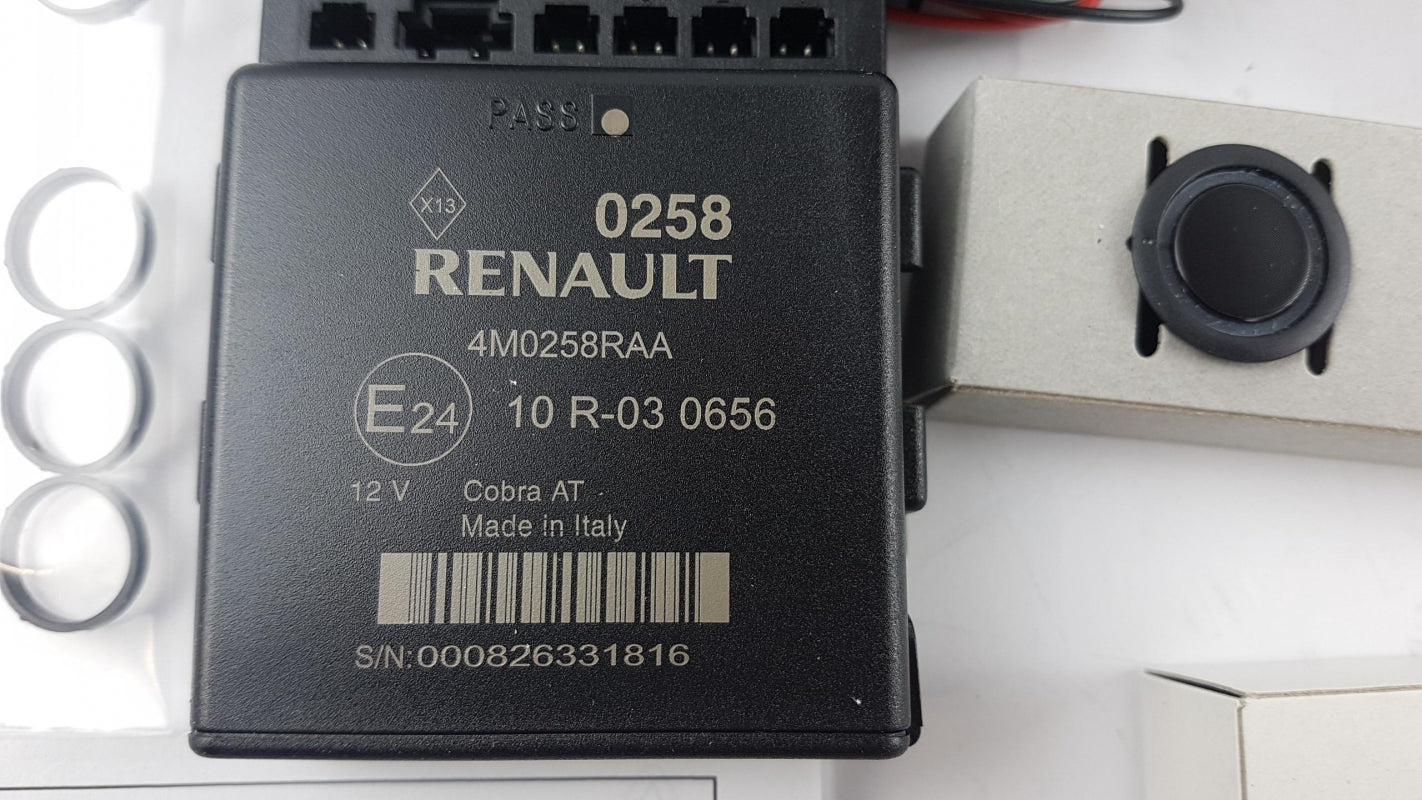 PASS
X13
0258
RENAULT
4M0258RAA
E24 10 R-03 0656
12 V Cobra AT
Made in Italy
S/N:000826331816